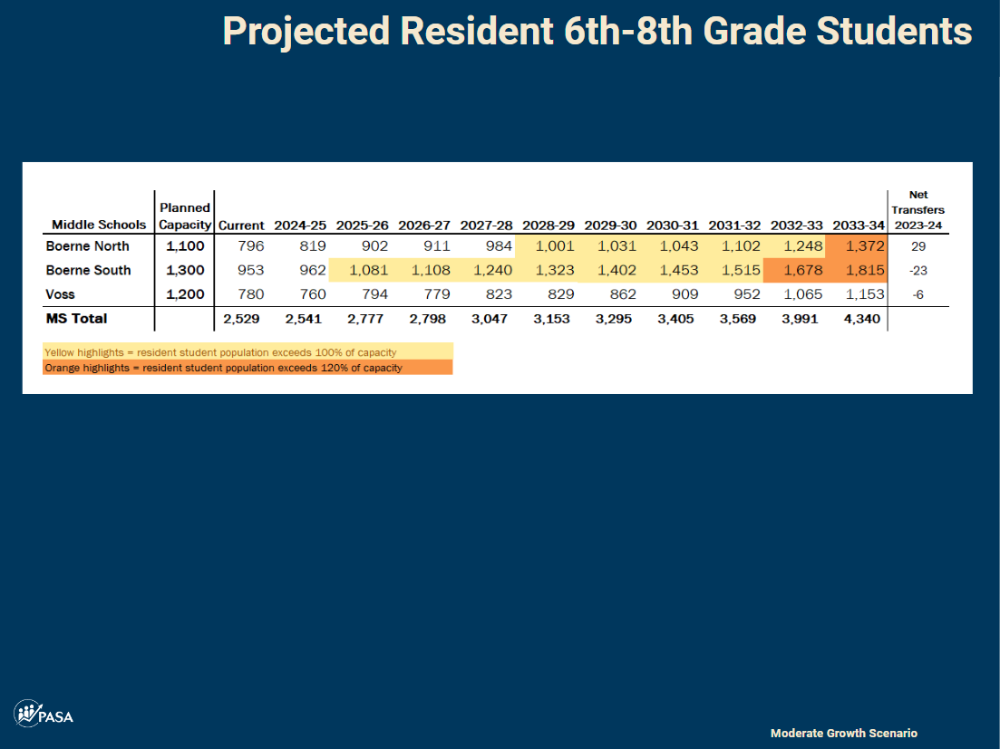 Projected Resident 6th-8th Grade Students
Net
Planned Transfers
Middle Schools Capacity Current 2024-25 2025-26 2026-27 2027-28 2028-29 2029-30 2030-31 2031-32 2032-33 2033-34 2023-24
Boerne North 1,100 796 819 902 911 984 1,001 1,031 1,043 1,102 1,248 1,372 29
Boerne South 1,300 953 962 1,081 1,108 1,240 1,323 1,402 1,453 1,515 1,678 1,815 -23
Voss 1,200 780 760 794 779 823 829 862 909 952 1,065 1,153 -6
MS Total 2,529 2,541 2,777 2,798 3,047 3,153 3,295 3,405 3,569 3,991 4,340
Yellow highlights = resident student population exceeds 100% of capacity
Orange highlights = resident student population exceeds 120% of capacity
PASA
Moderate Growth Scenario